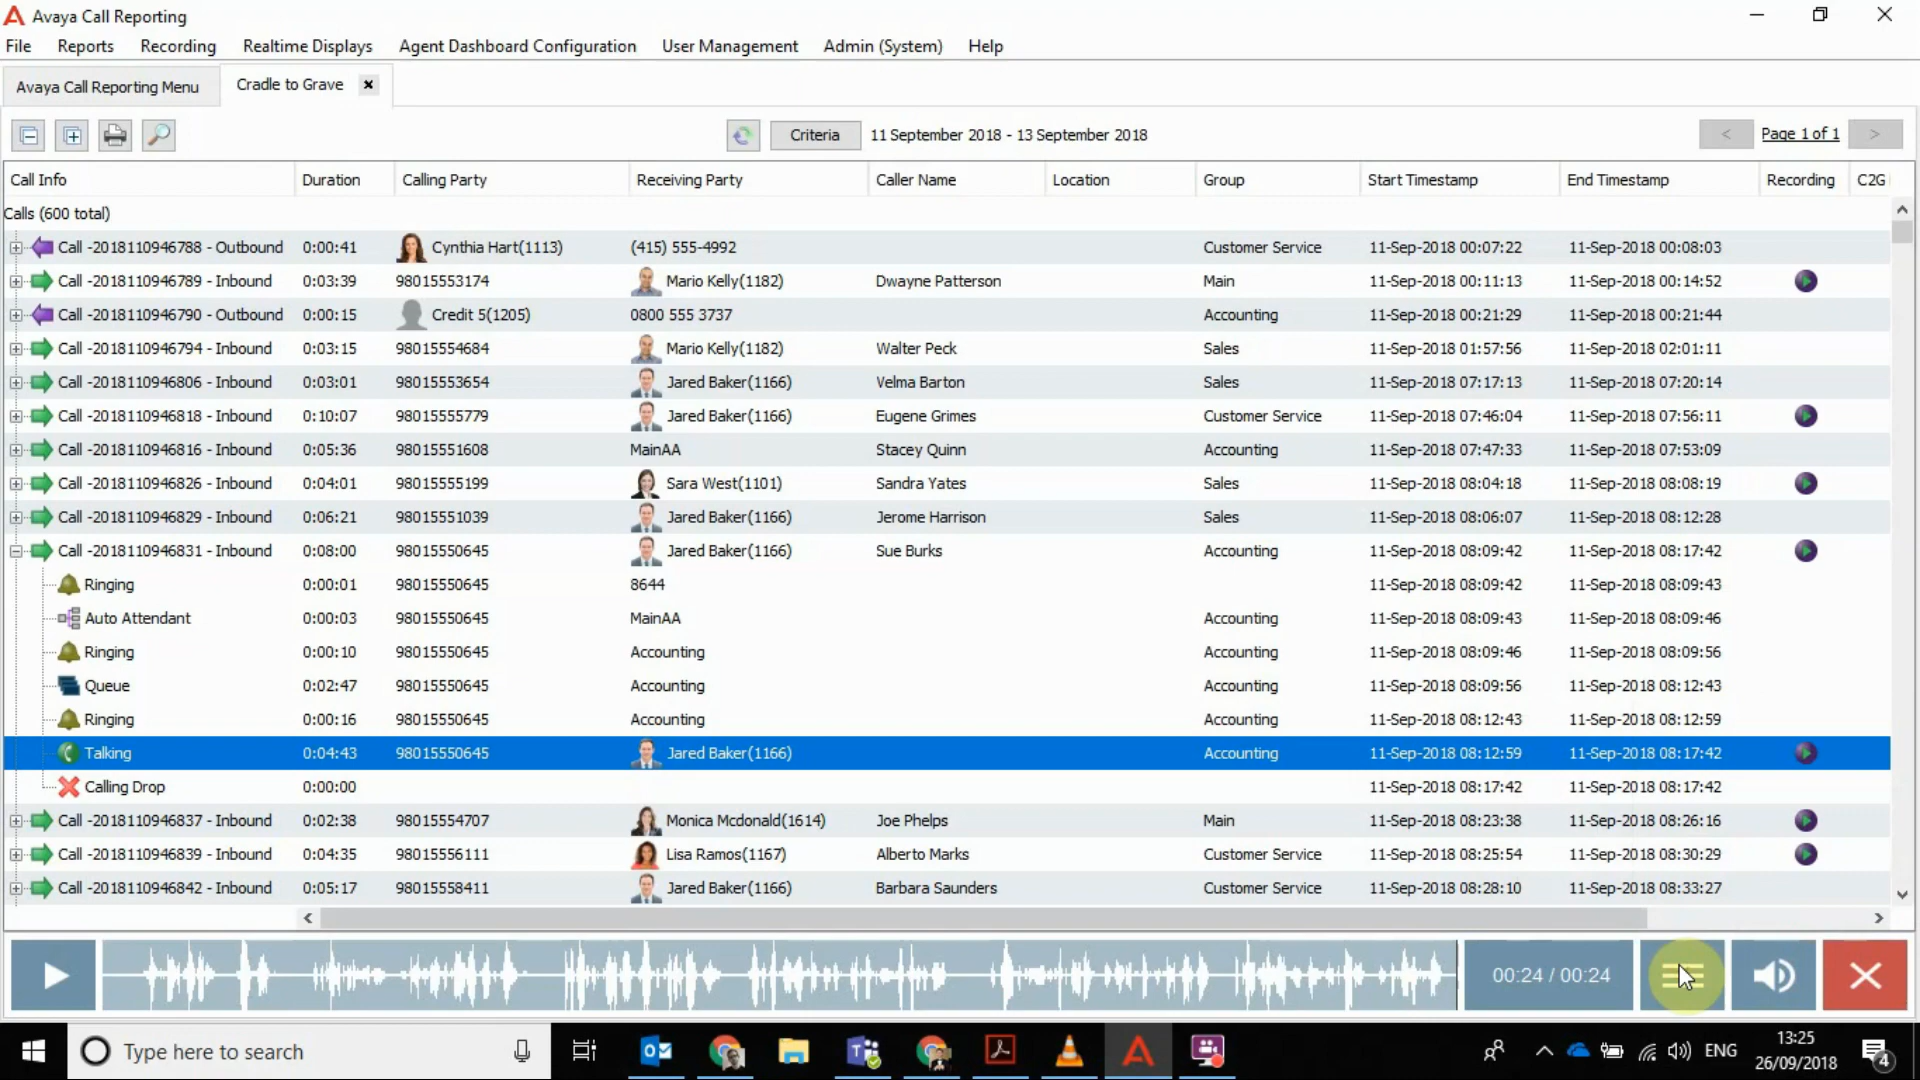 Avaya Call Reporting
File Reports Recording Realtime Displays Agent Dashboard Configuration User Management Admin (System) Help
Avaya Call Reporting Menu Cradle to Grave
Criteria 11 September 2018 - 13 September 2018 < Page 1 of 1 >
Call Info Duration Calling Party Receiving Party Caller Name Location Group Start Timestamp End Timestamp Recording C2G
Calls (600 total)
Call -2018110946788 - Outbound 0:00:41 Cynthia Hart(1113) (415) 555-4992 Customer Service 11-Sep-2018 00:07:22 11-Sep-2018 00:08:03
Call -2018110946789 - Inbound 0:03:39 98015553174 Mario Kelly(1182) Dwayne Patterson Main 11-Sep-2018 00:11:13 11-Sep-2018 00:14:52
Call -2018110946790 - Outbound 0:00:15 Credit 5(1205) 0800 555 3737 Accounting 11-Sep-2018 00:21:29 11-Sep-2018 00:21:44
Call -2018110946794 - Inbound 0:03:15 98015554684 Mario Kelly(1182) Walter Peck Sales 11-Sep-2018 01:57:56 11-Sep-2018 02:01:11
Call -2018110946806 - Inbound 0:03:01 98015553654 Jared Baker(1166) Velma Barton Sales 11-Sep-2018 07:17:13 11-Sep-2018 07:20:14
Call -2018110946818 - Inbound 0:10:07 98015555779 Jared Baker(1166) Eugene Grimes Customer Service 11-Sep-2018 07:46:04 11-Sep-2018 07:56:11
Call -2018110946816 - Inbound 0:05:36 98015551608 MainAA Stacey Quinn Accounting 11-Sep-2018 07:47:33 11-Sep-2018 07:53:09
Call -2018110946826 - Inbound 0:04:01 98015555199 Sara West(1101) Sandra Yates Sales 11-Sep-2018 08:04:18 11-Sep-2018 08:08:19
Call -2018110946829 - Inbound 0:06:21 98015551039 Jared Baker(1166) Jerome Harrison Sales 11-Sep-2018 08:06:07 11-Sep-2018 08:12:28
Call -2018110946831 - Inbound 0:08:00 98015550645 Jared Baker(1166) Sue Burks Accounting 11-Sep-2018 08:09:42 11-Sep-2018 08:17:42
Ringing 0:00:01 98015550645 8644 11-Sep-2018 08:09:42 11-Sep-2018 08:09:43
Auto Attendant 0:00:03 98015550645 MainAA Accounting 11-Sep-2018 08:09:43 11-Sep-2018 08:09:46
Ringing 0:00:10 98015550645 Accounting Accounting 11-Sep-2018 08:09:46 11-Sep-2018 08:09:56
Queue 0:02:47 98015550645 Accounting Accounting 11-Sep-2018 08:09:56 11-Sep-2018 08:12:43
Ringing 0:00:16 98015550645 Accounting Accounting 11-Sep-2018 08:12:43 11-Sep-2018 08:12:59
Talking 0:04:43 98015550645 Jared Baker(1166) Accounting 11-Sep-2018 08:12:59 11-Sep-2018 08:17:42
Calling Drop 0:00:00 11-Sep-2018 08:17:42 11-Sep-2018 08:17:42
Call -2018110946837 - Inbound 0:02:38 98015554707 Monica Mcdonald(1614) Joe Phelps Main 11-Sep-2018 08:23:38 11-Sep-2018 08:26:16
Call -2018110946839 - Inbound 0:04:35 98015556111 Lisa Ramos(1167) Alberto Marks Customer Service 11-Sep-2018 08:25:54 11-Sep-2018 08:30:29
Call -2018110946842 - Inbound 0:05:17 98015558411 Jared Baker(1166) Barbara Saunders Customer Service 11-Sep-2018 08:28:10 11-Sep-2018 08:33:27
00:24 / 00:24
Type here to search ENG 13:25
26/09/2018 4